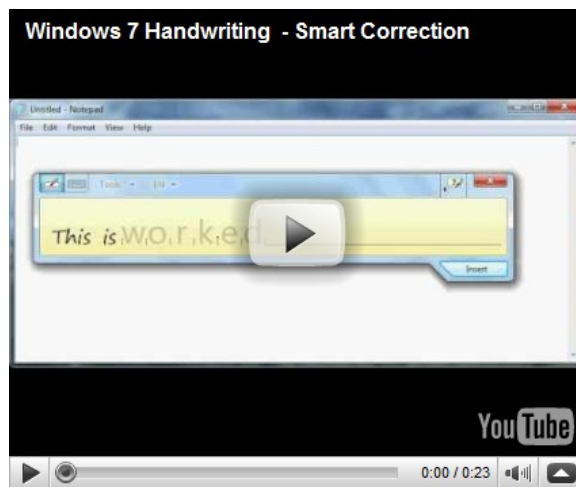 Windows 7 Handwriting - Smart Correction
Untitled - Notepad
File Edit Format View Help
Tools EN
This is w o r k e d
Insert
YouTube
0:00 / 0:23